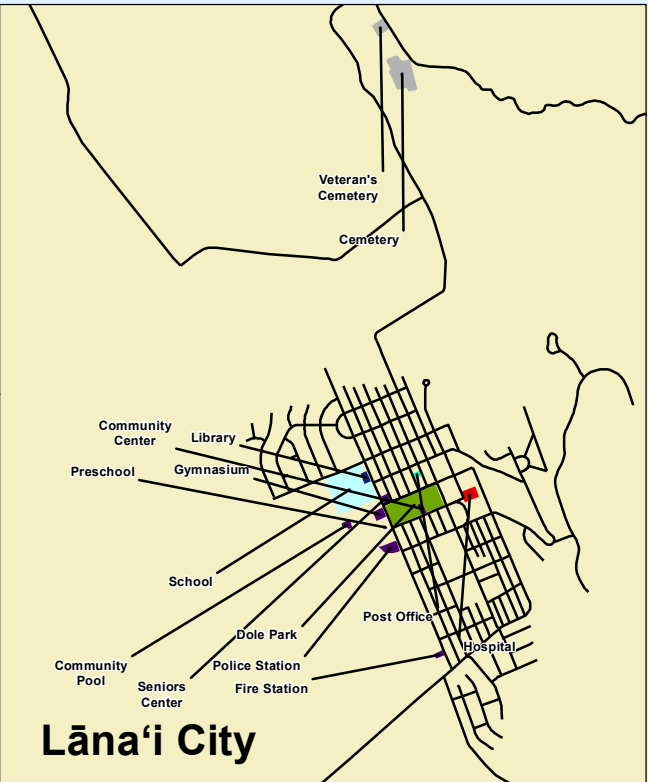 Veteran's
Cemetery
Cemetery
Community
Center
Library
Preschool
Gymnasium
School
Dole Park
Post Office
Hospital
Community
Pool
Seniors
Center
Police Station
Fire Station
Lānaʻi City